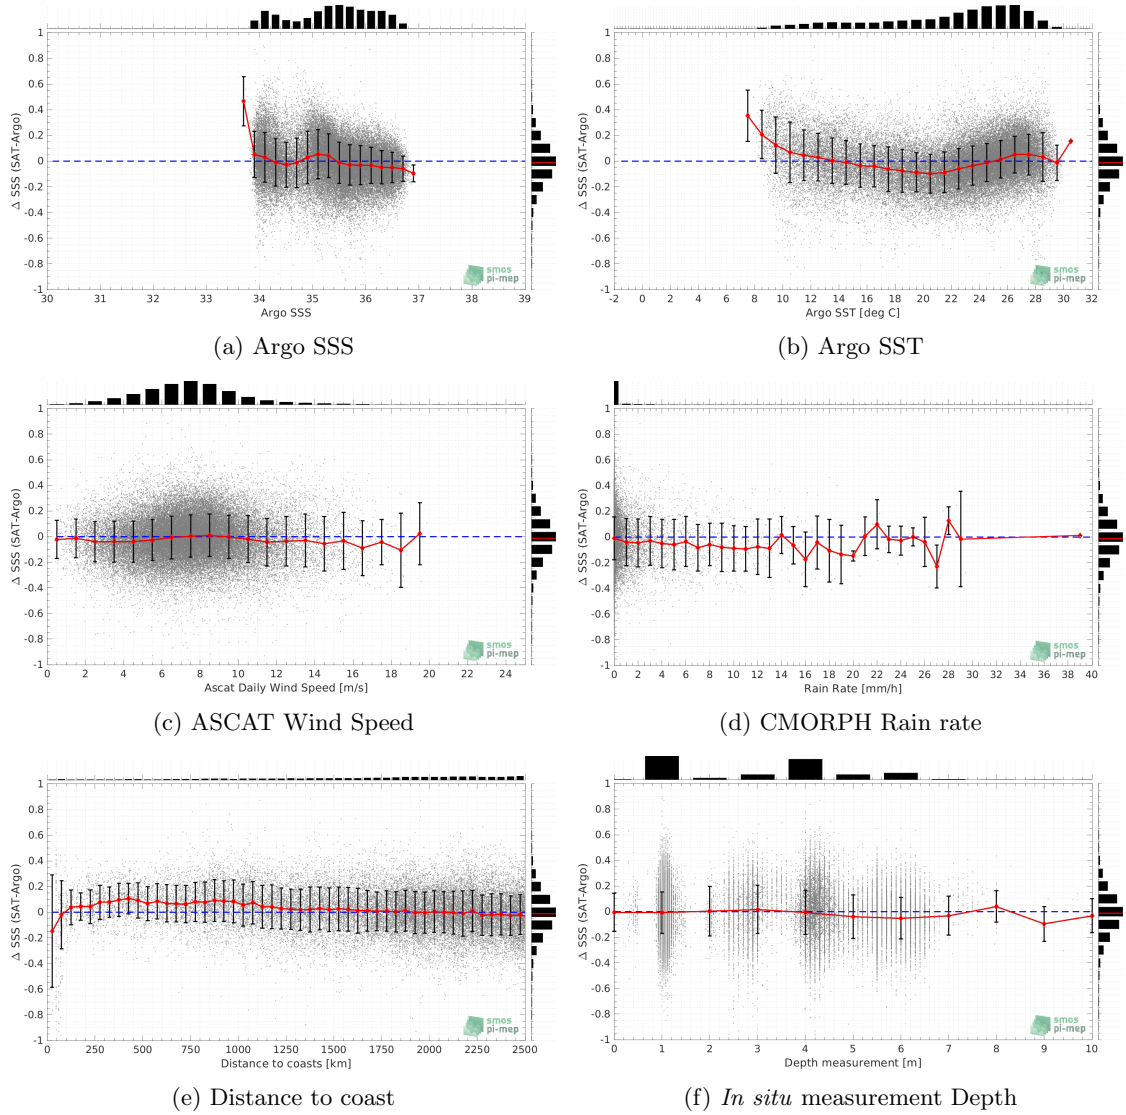 1
0.8
0.6
0.4
0.2
0
-0.2
-0.4
-0.6
-0.8
-1
Δ SSS (SAT-Argo)
30 31 32 33 34 35 36 37 38 39
Argo SSS
smos
pi-mep
(a) Argo SSS
1
0.8
0.6
0.4
0.2
0
-0.2
-0.4
-0.6
-0.8
-1
Δ SSS (SAT-Argo)
-2 0 2 4 6 8 10 12 14 16 18 20 22 24 26 28 30 32
Argo SST [deg C]
smos
pi-mep
(b) Argo SST
1
0.8
0.6
0.4
0.2
0
-0.2
-0.4
-0.6
-0.8
-1
Δ SSS (SAT-Argo)
0 2 4 6 8 10 12 14 16 18 20 22 24
Ascat Daily Wind Speed [m/s]
smos
pi-mep
(c) ASCAT Wind Speed
1
0.8
0.6
0.4
0.2
0
-0.2
-0.4
-0.6
-0.8
-1
Δ SSS (SAT-Argo)
0 2 4 6 8 10 12 14 16 18 20 22 24 26 28 30 32 34 36 38 40
Rain Rate [mm/h]
smos
pi-mep
(d) CMORPH Rain rate
1
0.8
0.6
0.4
0.2
0
-0.2
-0.4
-0.6
-0.8
-1
Δ SSS (SAT-Argo)
0 250 500 750 1000 1250 1500 1750 2000 2250 2500
Distance to coasts [km]
smos
pi-mep
(e) Distance to coast
1
0.8
0.6
0.4
0.2
0
-0.2
-0.4
-0.6
-0.8
-1
Δ SSS (SAT-Argo)
0 1 2 3 4 5 6 7 8 9 10
Depth measurement [m]
smos
pi-mep
(f) In situ measurement Depth